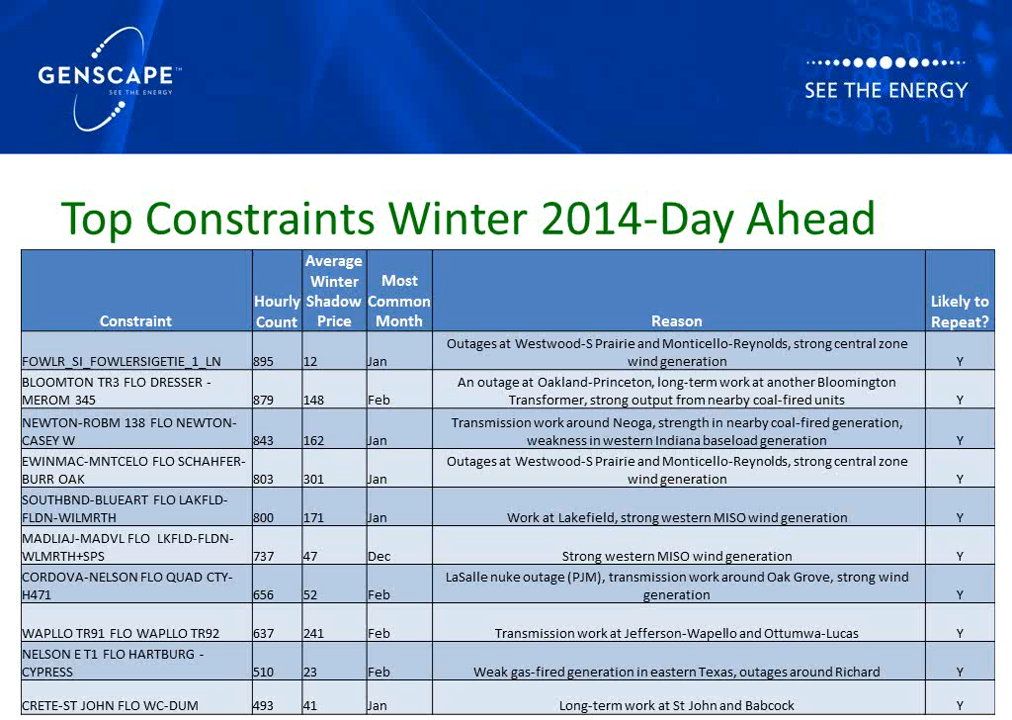 GENSCAPE™
SEE THE ENERGY
SEE THE ENERGY
1.83
1.34
Top Constraints Winter 2014-Day Ahead
Constraint
Hourly
Count
Average
Winter
Shadow
Price
Most
Common
Month
Reason
Likely to
Repeat?
FOWLR_SI_FOWLERSIGETIE_1_LN
895
12
Jan
Outages at Westwood-S Prairie and Monticello-Reynolds, strong central zone
wind generation
Y
BLOOMTON TR3 FLO DRESSER -
MEROM 345
879
148
Feb
An outage at Oakland-Princeton, long-term work at another Bloomington
Transformer, strong output from nearby coal-fired units
Y
NEWTON-ROBM 138 FLO NEWTON-
CASEY W
843
162
Jan
Transmission work around Neoga, strength in nearby coal-fired generation,
weakness in western Indiana baseload generation
Y
EWINMAC-MNTCELO FLO SCHAHFER-
BURR OAK
803
301
Jan
Outages at Westwood-S Prairie and Monticello-Reynolds, strong central zone
wind generation
Y
SOUTHBND-BLUEART FLO LAKFLD-
FLDN-WILMRTH
800
171
Jan
Work at Lakefield, strong western MISO wind generation
Y
MADLIAJ-MADVL FLO LKFLD-FLDN-
WLMRTH+SPS
737
47
Dec
Strong western MISO wind generation
Y
CORDOVA-NELSON FLO QUAD CTY-
H471
656
52
Feb
LaSalle nuke outage (PJM), transmission work around Oak Grove, strong wind
generation
Y
WAPLLO TR91 FLO WAPLLO TR92
637
241
Feb
Transmission work at Jefferson-Wapello and Ottumwa-Lucas
Y
NELSON E T1 FLO HARTBURG -
CYPRESS
510
23
Feb
Weak gas-fired generation in eastern Texas, outages around Richard
Y
CRETE-ST JOHN FLO WC-DUM
493
41
Jan
Long-term work at St John and Babcock
Y